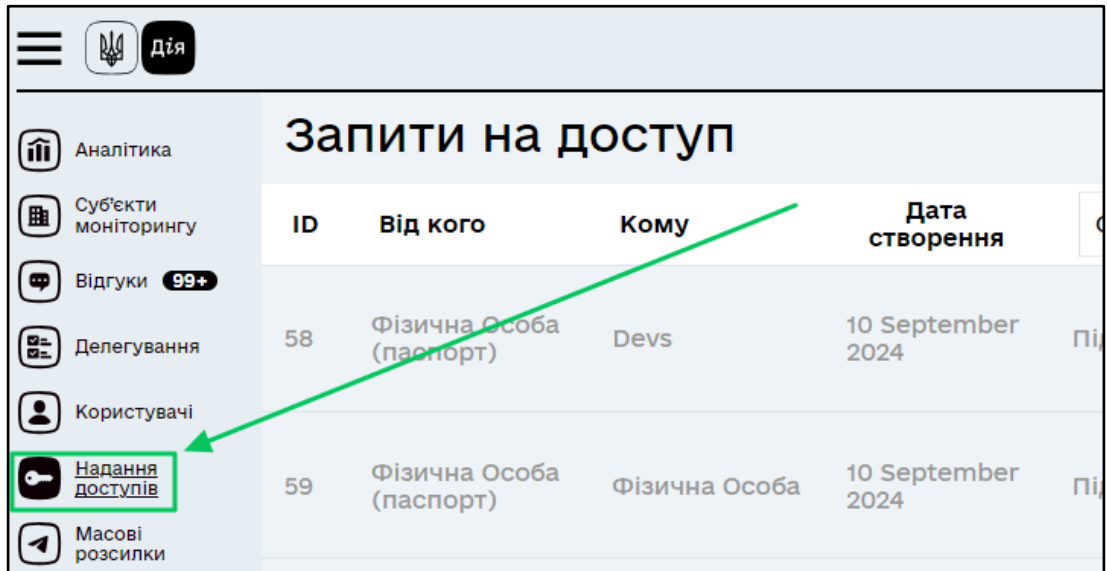 Дія
Запити на доступ
Аналітика
Суб'єкти
моніторингу
Відгуки 99+
Делегування
Користувачі
Надання
доступів
Масові
розсилки
ID Від кого Кому Дата
створення
58 Фізична Особа
(паспорт) Devs 10 September
2024
59 Фізична Особа
(паспорт) Фізична Особа 10 September
2024